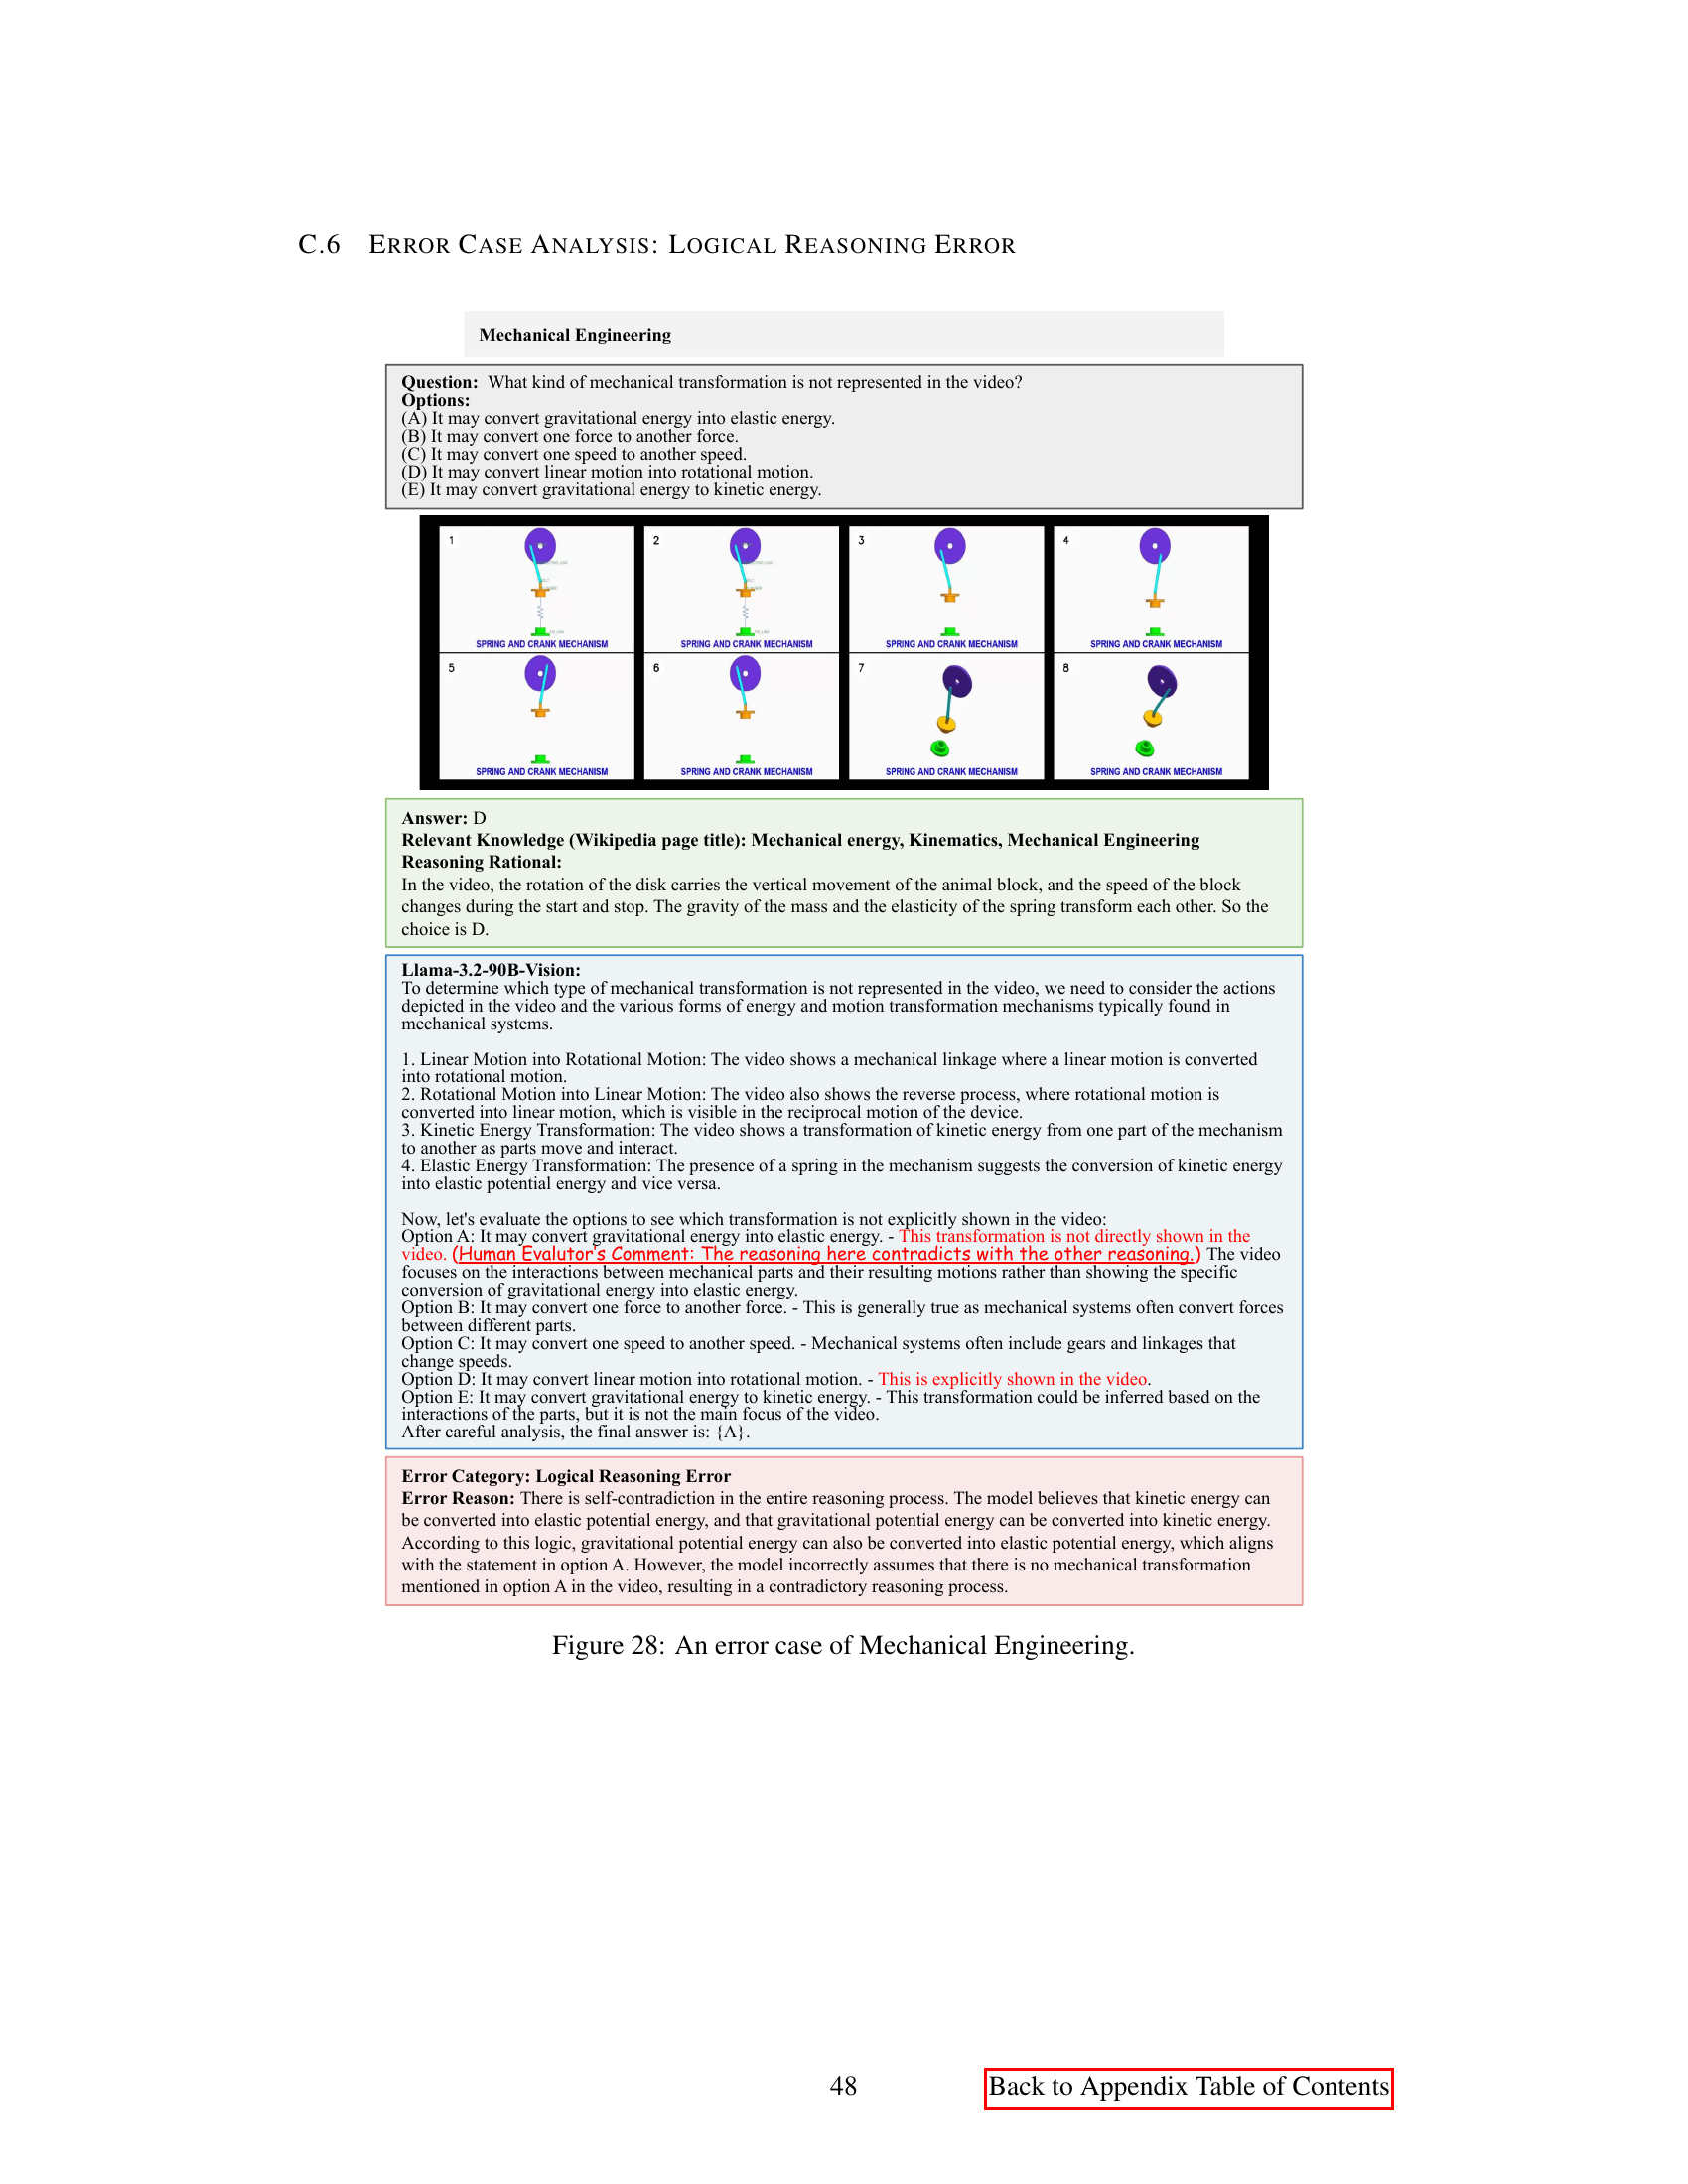 C.6 ERROR CASE ANALYSIS: LOGICAL REASONING ERROR
Mechanical Engineering
Question: What kind of mechanical transformation is not represented in the video?
Options:
(A) It may convert gravitational energy into elastic energy.
(B) It may convert one force to another force.
(C) It may convert one speed to another speed.
(D) It may convert linear motion into rotational motion.
(E) It may convert gravitational energy to kinetic energy.
1
2
3
4
SPRING AND CRANK MECHANISM
SPRING AND CRANK MECHANISM
SPRING AND CRANK MECHANISM
SPRING AND CRANK MECHANISM
5
6
7
8
SPRING AND CRANK MECHANISM
SPRING AND CRANK MECHANISM
SPRING AND CRANK MECHANISM
SPRING AND CRANK MECHANISM
Answer: D
Relevant Knowledge (Wikipedia page title): Mechanical energy, Kinematics, Mechanical Engineering
Reasoning Rational:
In the video, the rotation of the disk carries the vertical movement of the animal block, and the speed of the block
changes during the start and stop. The gravity of the mass and the elasticity of the spring transform each other. So the
choice is D.
Llama-3.2-90B-Vision:
To determine which type of mechanical transformation is not represented in the video, we need to consider the actions
depicted in the video and the various forms of energy and motion transformation mechanisms typically found in
mechanical systems.
1. Linear Motion into Rotational Motion: The video shows a mechanical linkage where a linear motion is converted
into rotational motion.
2. Rotational Motion into Linear Motion: The video also shows the reverse process, where rotational motion is
converted into linear motion, which is visible in the reciprocal motion of the device.
3. Kinetic Energy Transformation: The video shows a transformation of kinetic energy from one part of the mechanism
to another as parts move and interact.
4. Elastic Energy Transformation: The presence of a spring in the mechanism suggests the conversion of kinetic energy
into elastic potential energy and vice versa.
Now, let's evaluate the options to see which transformation is not explicitly shown in the video:
Option A: It may convert gravitational energy into elastic energy. - This transformation is not directly shown in the
video. (Human Evalutor's Comment: The reasoning here contradicts with the other reasoning.) The video
focuses on the interactions between mechanical parts and their resulting motions rather than showing the specific
conversion of gravitational energy into elastic energy.
Option B: It may convert one force to another force. - This is generally true as mechanical systems often convert forces
between different parts.
Option C: It may convert one speed to another speed. - Mechanical systems often include gears and linkages that
change speeds.
Option D: It may convert linear motion into rotational motion. - This is explicitly shown in the video.
Option E: It may convert gravitational energy to kinetic energy. - This transformation could be inferred based on the
interactions of the parts, but it is not the main focus of the video.
After careful analysis, the final answer is: {A}.
Error Category: Logical Reasoning Error
Error Reason: There is self-contradiction in the entire reasoning process. The model believes that kinetic energy can
be converted into elastic potential energy, and that gravitational potential energy can be converted into kinetic energy.
According to this logic, gravitational potential energy can also be converted into elastic potential energy, which aligns
with the statement in option A. However, the model incorrectly assumes that there is no mechanical transformation
mentioned in option A in the video, resulting in a contradictory reasoning process.
Figure 28: An error case of Mechanical Engineering.
48
Back to Appendix Table of Contents